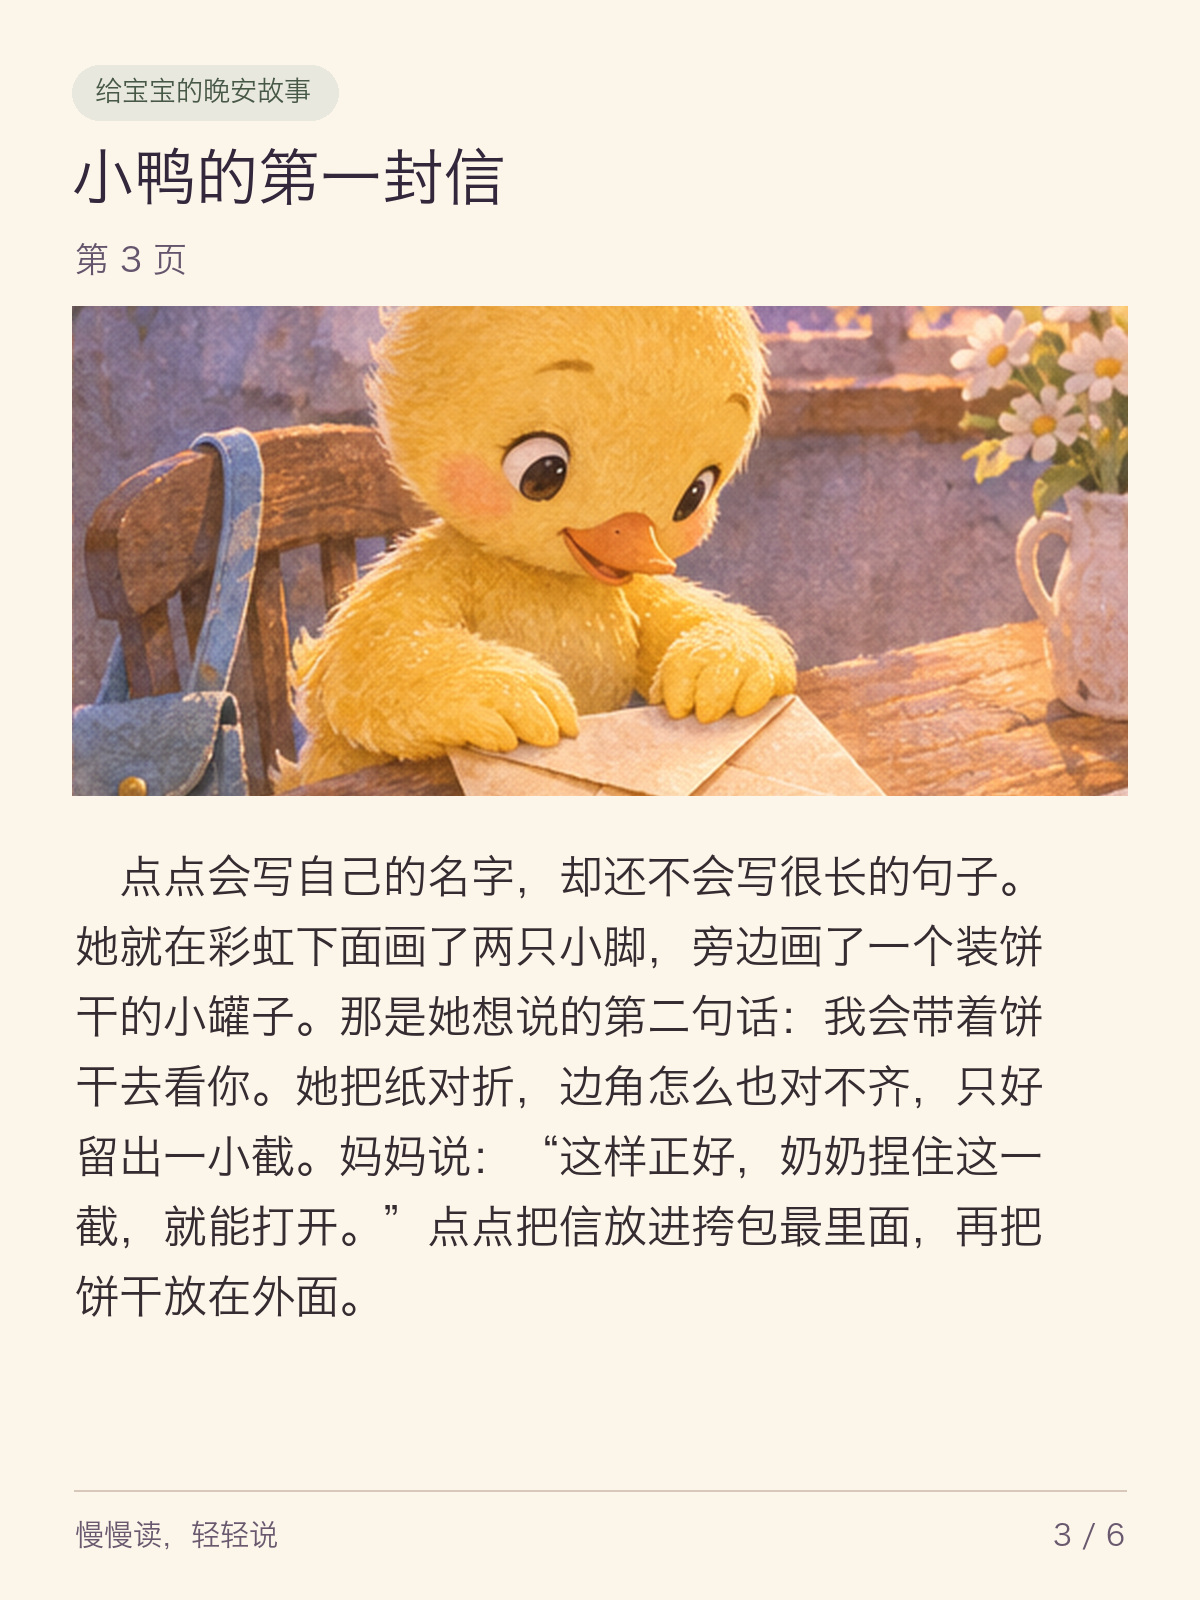 给宝宝的晚安故事
小鸭的第一封信
第 3 页
点点会写自己的名字，却还不会写很长的句子。
她就在彩虹下面画了两只小脚，旁边画了一个装饼
干的小罐子。那是她想说的第二句话：我会带着饼
干去看你。她把纸对折，边角怎么也对不齐，只好
留出一小截。妈妈说：“这样正好，奶奶捏住这一
截，就能打开。”点点把信放进挎包最里面，再把
饼干放在外面。
慢慢读，轻轻说
3 / 6